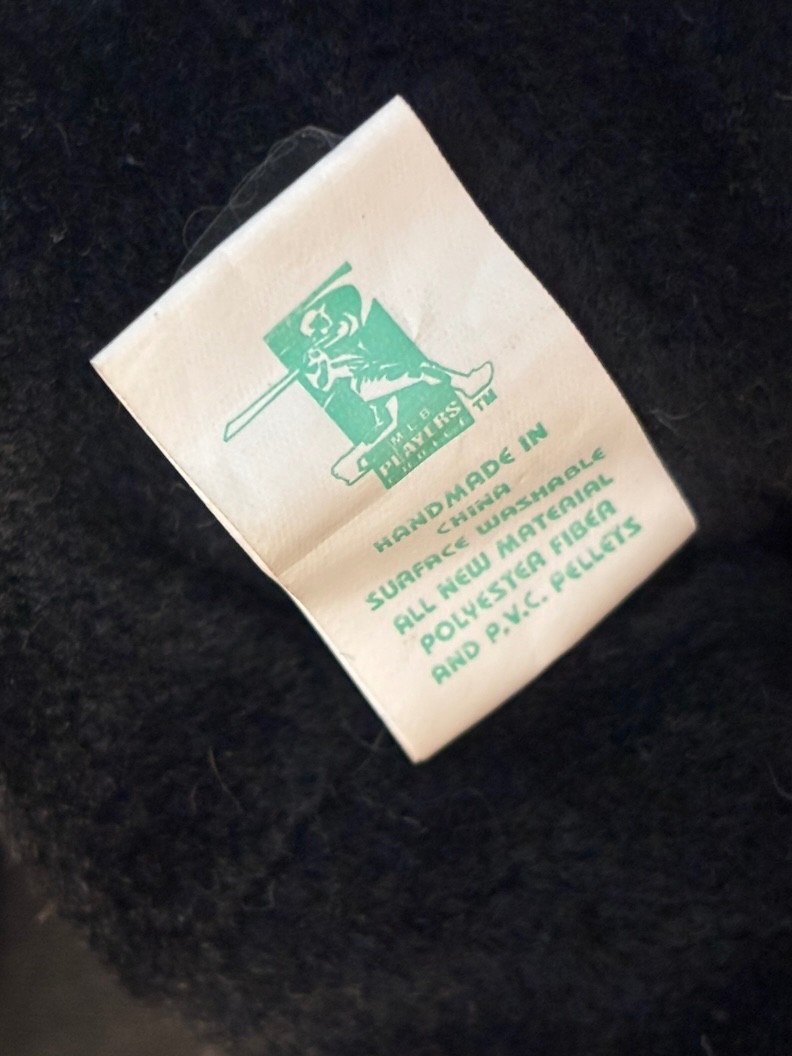 MLB
PLAYERS
CHOICE
TM
HANDMADE IN
CHINA
SURFACE WASHABLE
ALL NEW MATERIAL
POLYESTER FIBER
AND P.V.C. PELLETS